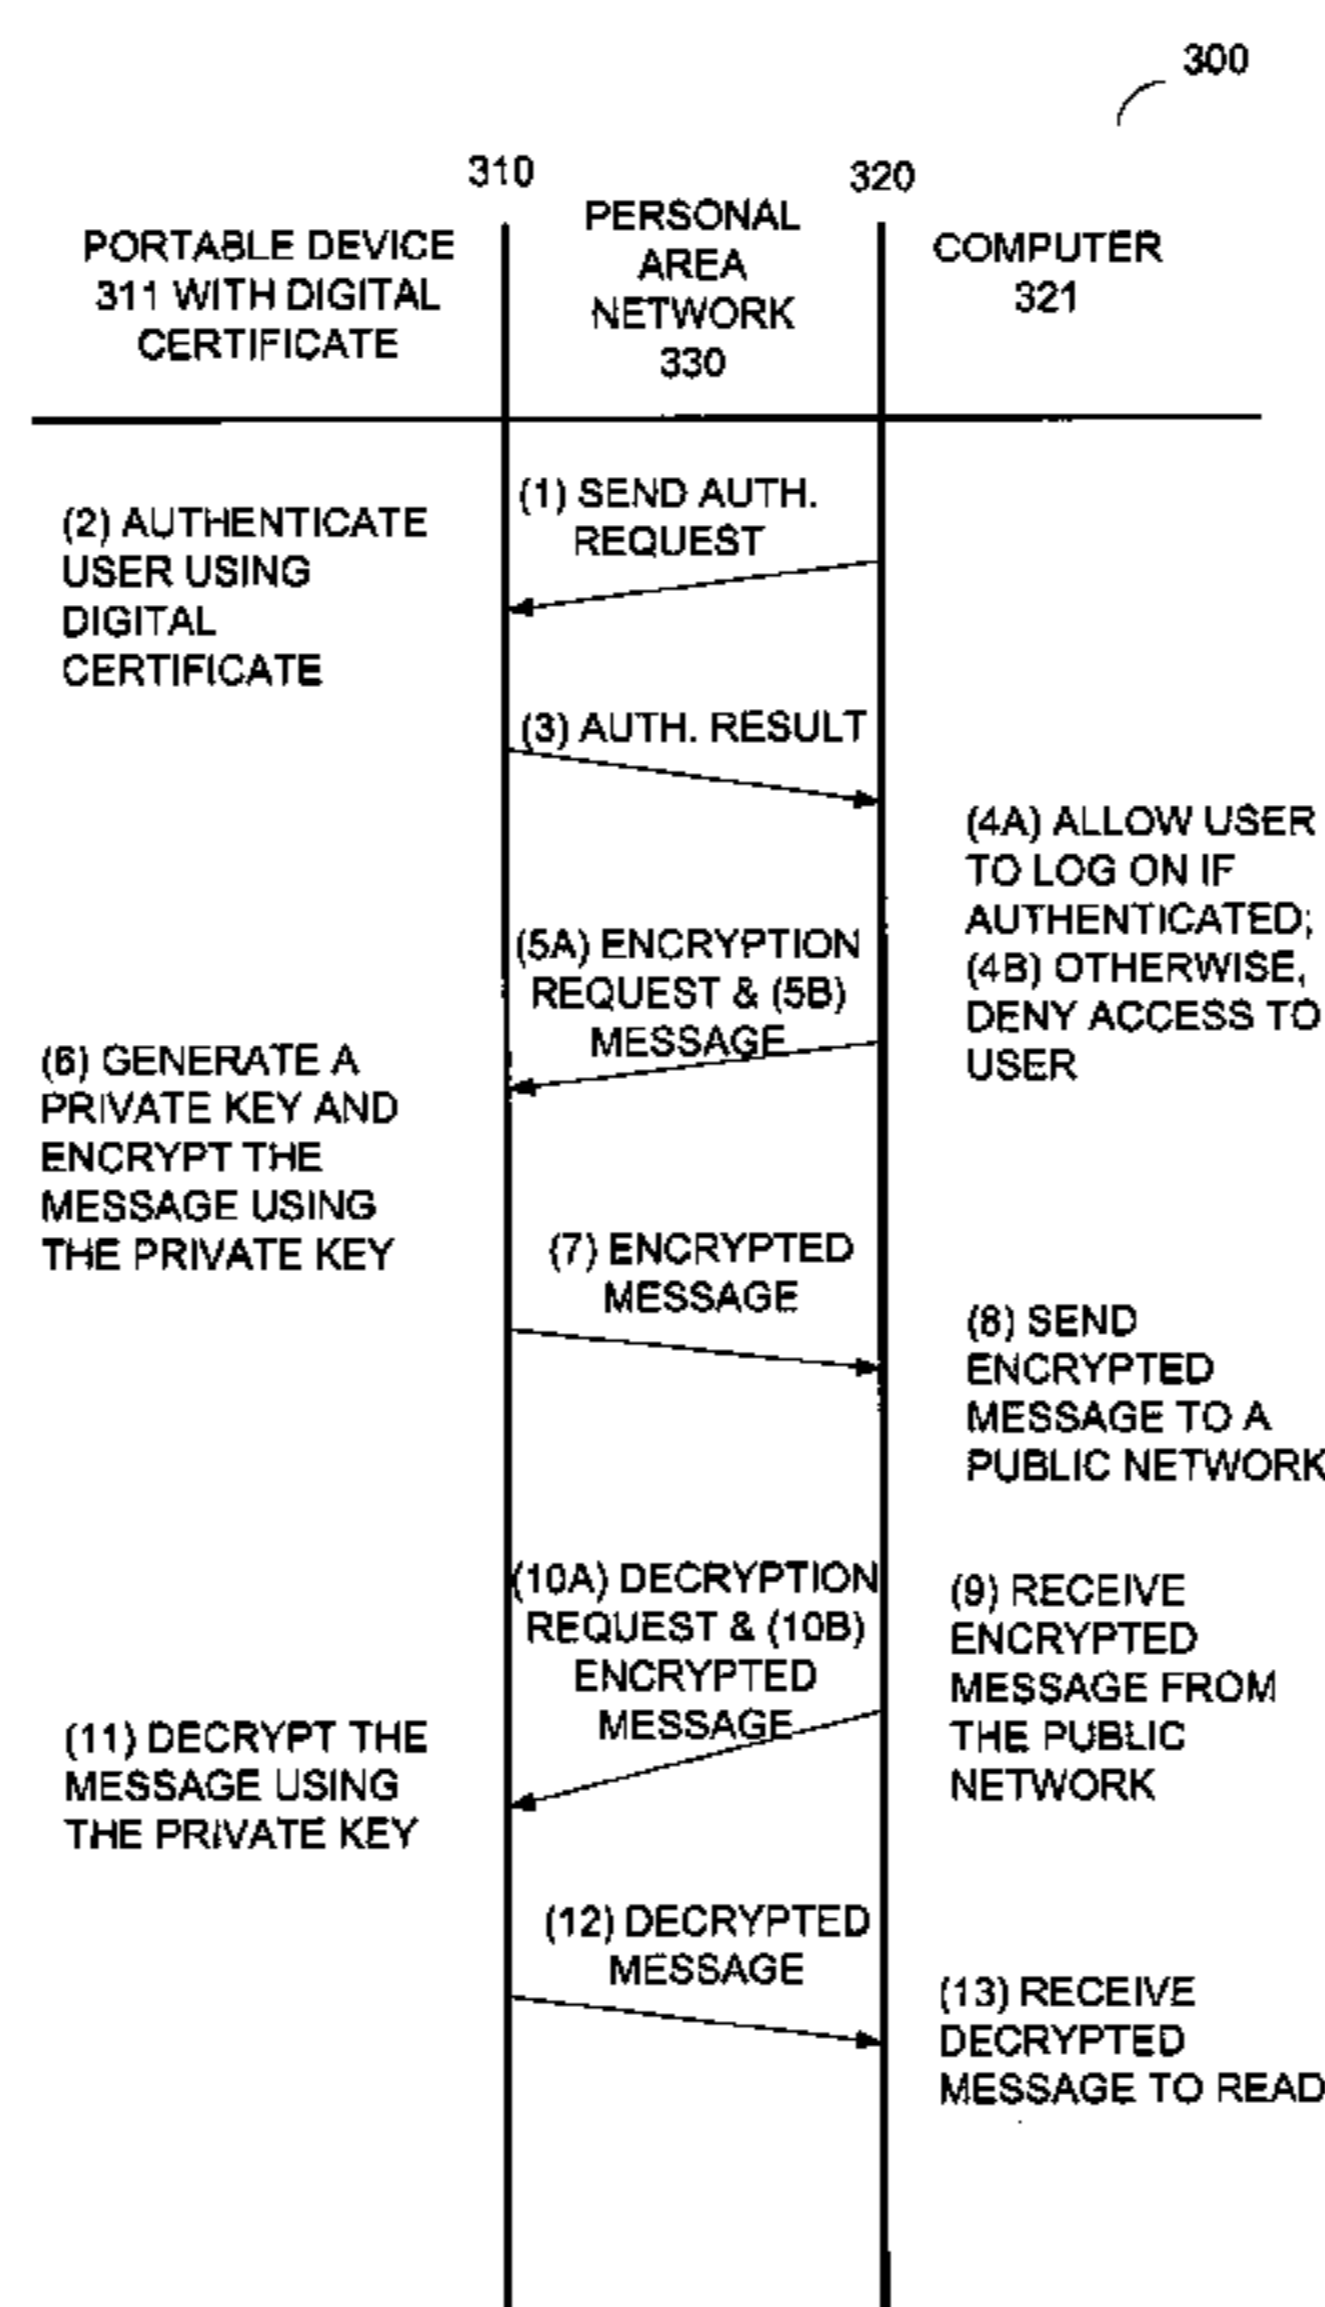 300
310
320
PORTABLE DEVICE
311 WITH DIGITAL
CERTIFICATE
PERSONAL
AREA
NETWORK
330
COMPUTER
321
(1) SEND AUTH.
REQUEST
(2) AUTHENTICATE
USER USING
DIGITAL
CERTIFICATE
(3) AUTH. RESULT
(4A) ALLOW USER
TO LOG ON IF
AUTHENTICATED;
(4B) OTHERWISE,
DENY ACCESS TO
USER
(5A) ENCRYPTION
REQUEST & (5B)
MESSAGE
(6) GENERATE A
PRIVATE KEY AND
ENCRYPT THE
MESSAGE USING
THE PRIVATE KEY
(7) ENCRYPTED
MESSAGE
(8) SEND
ENCRYPTED
MESSAGE TO A
PUBLIC NETWORK
(9) RECEIVE
ENCRYPTED
MESSAGE FROM
THE PUBLIC
NETWORK
(10A) DECRYPTION
REQUEST & (10B)
ENCRYPTED
MESSAGE
(11) DECRYPT THE
MESSAGE USING
THE PRIVATE KEY
(12) DECRYPTED
MESSAGE
(13) RECEIVE
DECRYPTED
MESSAGE TO READ